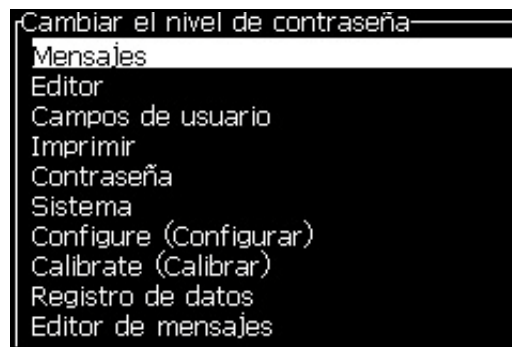 Cambiar el nivel de contraseña
Mensajes
Editor
Campos de usuario
Imprimir
Contraseña
Sistema
Configure (Configurar)
Calibrate (Calibrar)
Registro de datos
Editor de mensajes